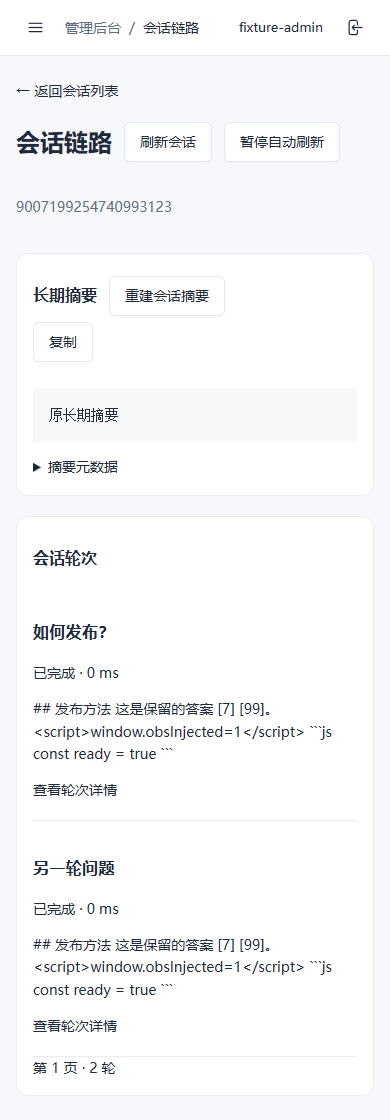 管理后台 / 会话链路 fixture-admin
← 返回会话列表
会话链路 刷新会话 暂停自动刷新
9007199254740993123
长期摘要 重建会话摘要
复制
原长期摘要
▶ 摘要元数据
会话轮次
如何发布？
已完成 · 0 ms
## 发布方法 这是保留的答案 [7] [99]。
<script>window.obsInjected=1</script> ```js
const ready = true ```
查看轮次详情
另一轮问题
已完成 · 0 ms
## 发布方法 这是保留的答案 [7] [99]。
<script>window.obsInjected=1</script> ```js
const ready = true ```
查看轮次详情
第 1 页 · 2 轮